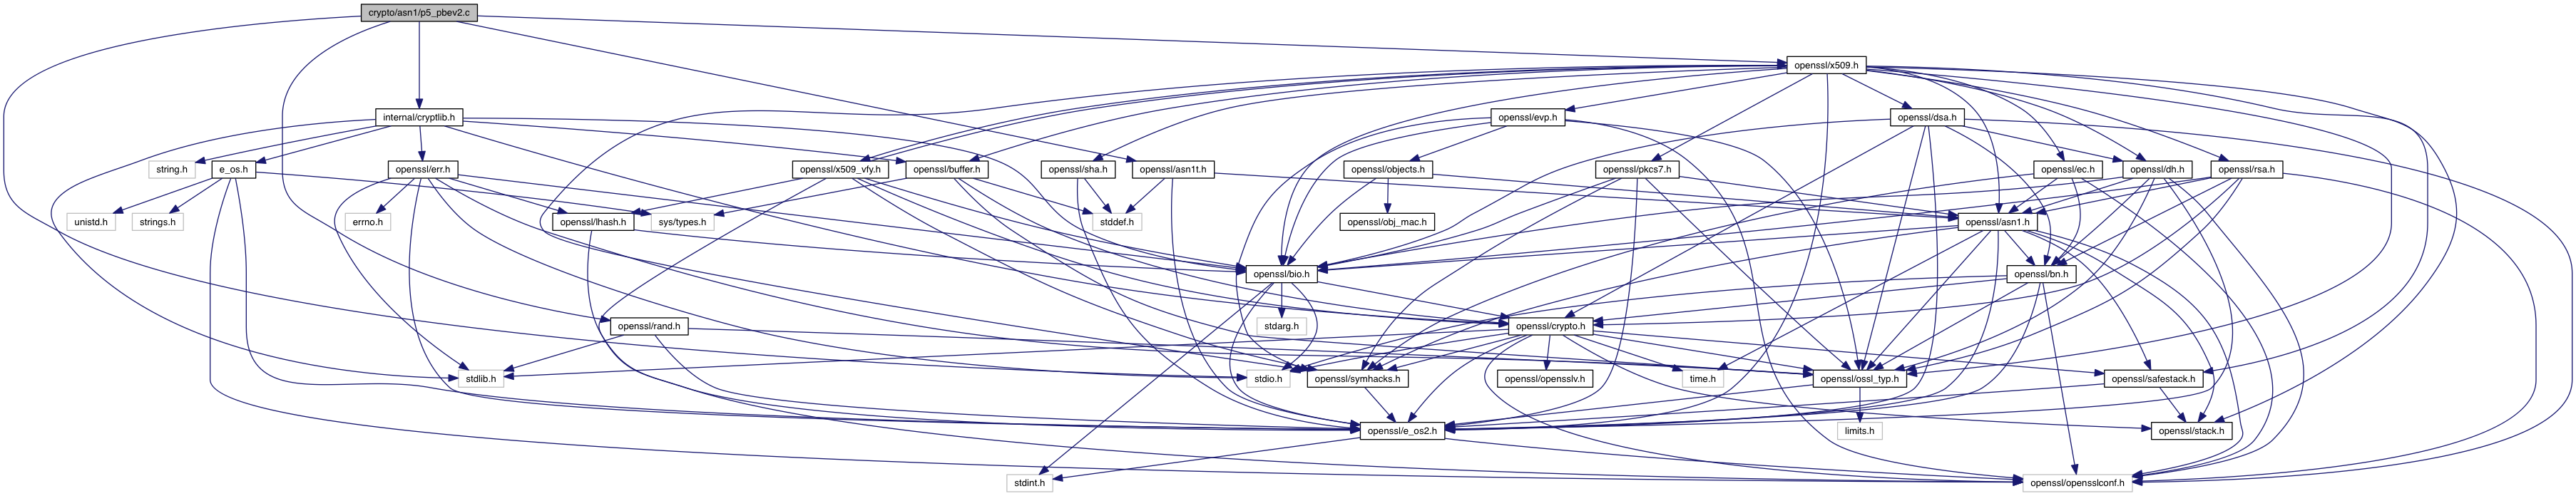 crypto/asn1/p5_pbev2.c
openssl/x509.h
internal/cryptlib.h
openssl/evp.h
openssl/dsa.h
string.h
e_os.h
openssl/err.h
openssl/x509_vfy.h
openssl/buffer.h
openssl/sha.h
openssl/asn1t.h
openssl/objects.h
openssl/pkcs7.h
openssl/ec.h
openssl/dh.h
openssl/rsa.h
unistd.h
strings.h
errno.h
openssl/lhash.h
sys/types.h
stddef.h
openssl/obj_mac.h
openssl/asn1.h
openssl/bio.h
openssl/bn.h
openssl/rand.h
stdarg.h
openssl/crypto.h
stdlib.h
stdio.h
openssl/symhacks.h
openssl/opensslv.h
time.h
openssl/ossl_typ.h
openssl/safestack.h
openssl/e_os2.h
limits.h
openssl/stack.h
stdint.h
openssl/opensslconf.h